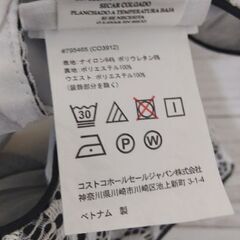 SECAR COLGADO
PLANCHADO A TEMPERATURA BAJA
SI ES NECESITA
#795465 (CO3912)
表地: ナイロン94% ポリウレタン6%
裏地: ポリエステル100%
ウエスト ポリエステル100%
(装飾部分を除く)
30
P
コストコホールセールジャパン株式会社
神奈川県川崎市川崎区池上新町 3-1-4
ベトナム 製